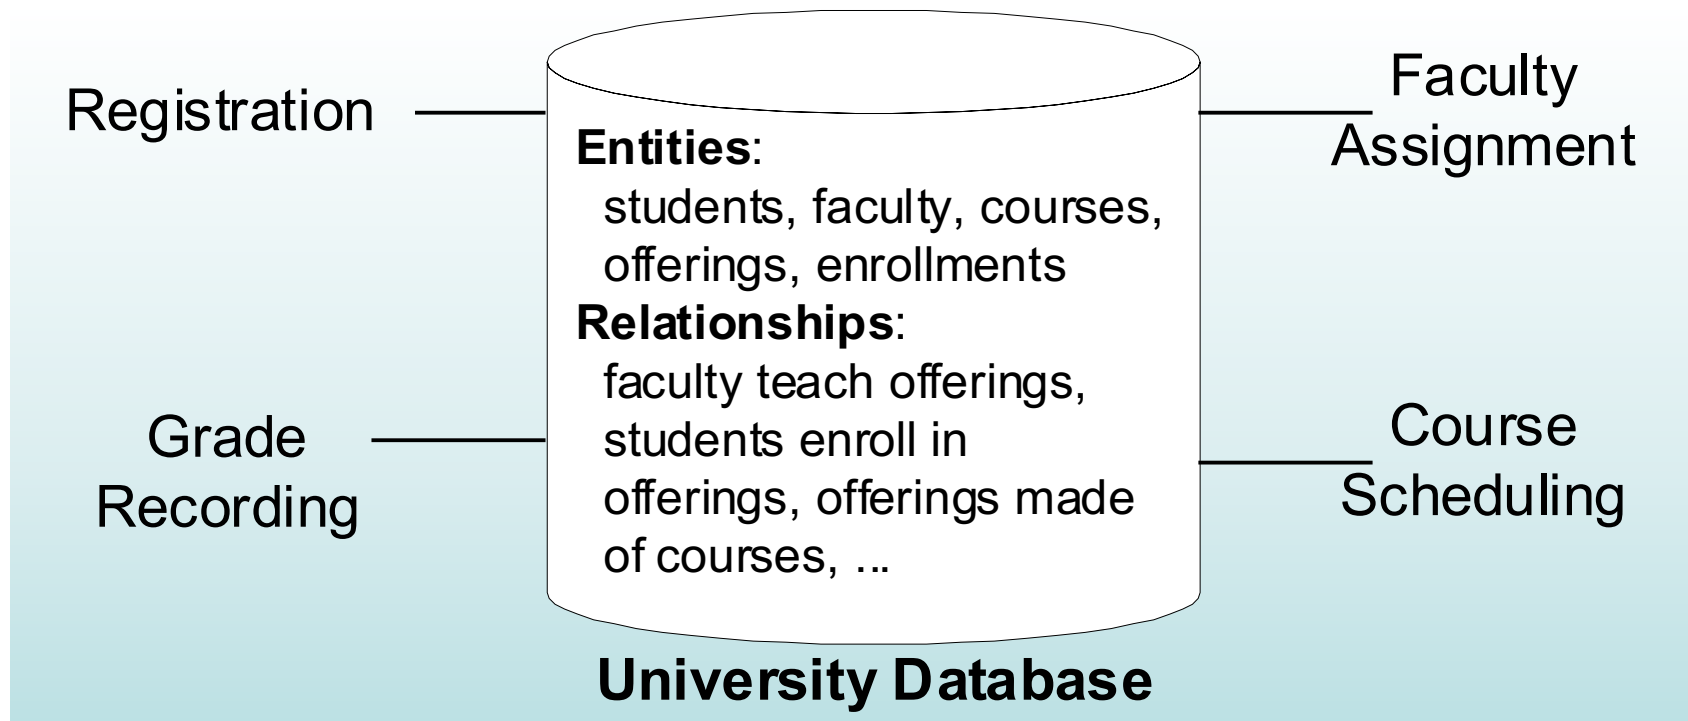 Registration
Grade
Recording
Entities:
students, faculty, courses,
offerings, enrollments
Relationships:
faculty teach offerings,
students enroll in
offerings, offerings made
of courses, ...
Faculty
Assignment
Course
Scheduling
University Database